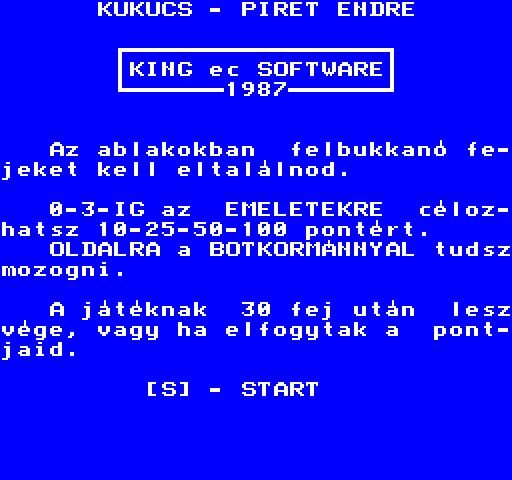 KUKUCS - PIRET ENDRE
KING ec SOFTWARE
1987
Az ablakokban felbukkanó fe-
jeket kell eltalálnod.
0-3-IG az EMELETEKRE céloz-
hatsz 10-25-50-100 pontért.
OLDALRA a BOTKORMÁNNYAL tudsz
mozogni.
A játéknak 30 fej után lesz
vége, vagy ha elfogytak a pont-
jaid.
[S] - START